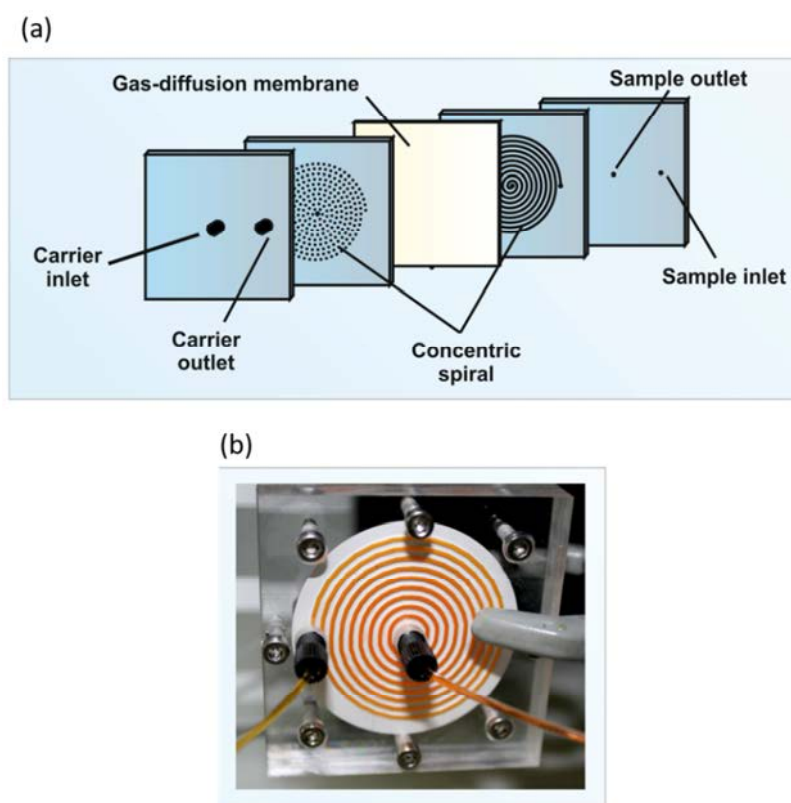 (a)
Gas-diffusion membrane
Sample outlet
Carrier
inlet
Carrier
outlet
Concentric
spiral
Sample inlet
(b)